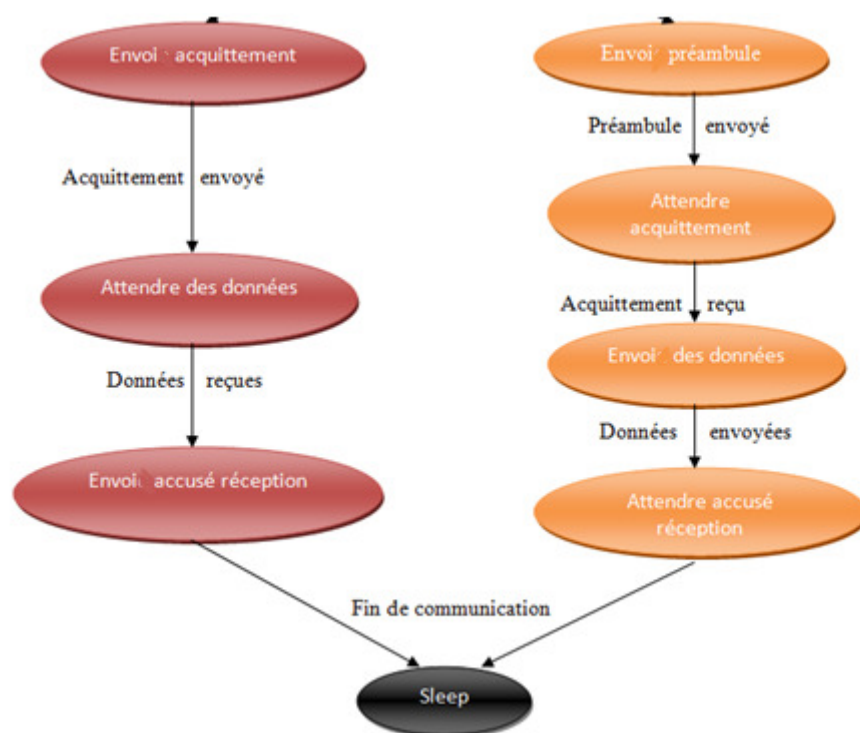 Envoi acquittement
Envoi préambule
Préambule envoyé
Acquittement envoyé
Attendre
acquittement
Attendre des données
Acquittement reçu
Envoi des données
Données reçues
Données envoyées
Envoi accusé réception
Attendre accusé
réception
Fin de communication
Sleep